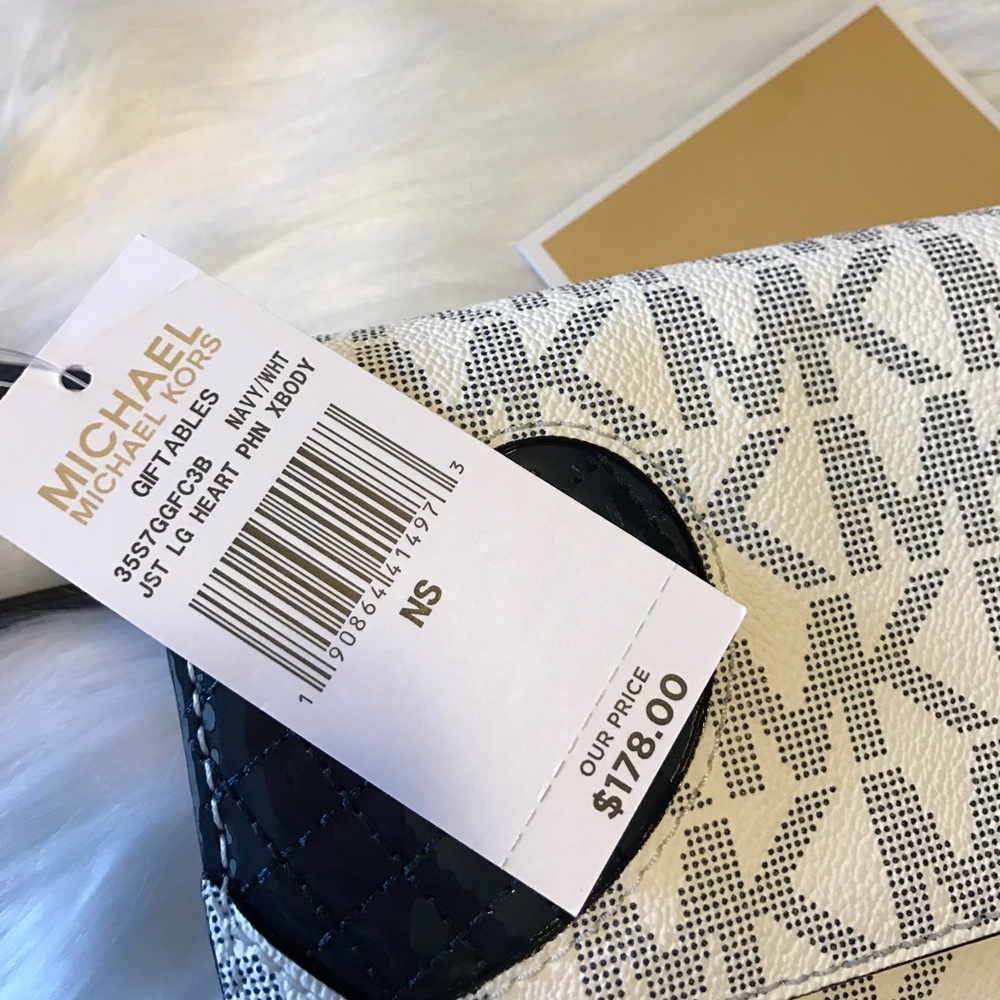 MICHAEL
MICHAEL KORS
GIFTABLES
35S7GGFC3B NAVY/WHT
JST LG HEART PHN XBODY
1 90864 41497 3
NS
OUR PRICE
$178.00